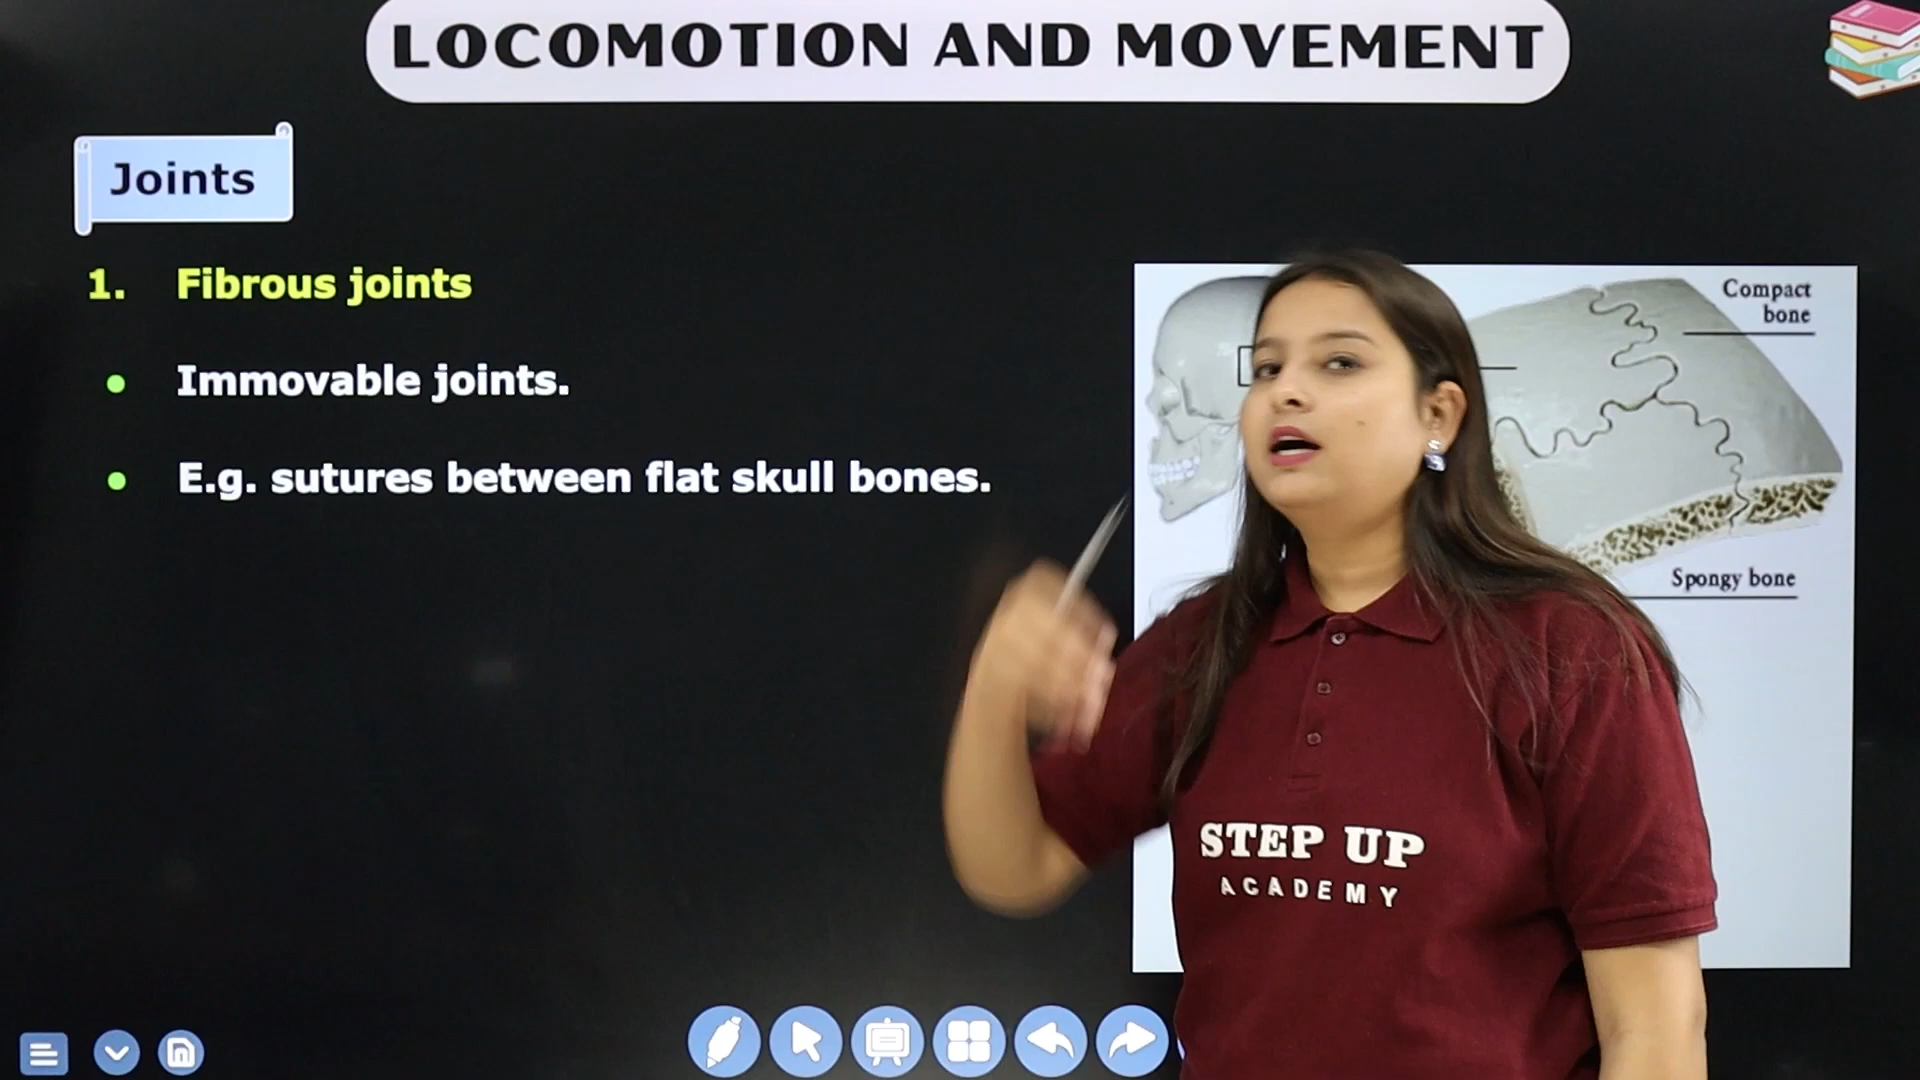 LOCOMOTION AND MOVEMENT
Joints
1. Fibrous joints
• Immovable joints.
• E.g. sutures between flat skull bones.
Compact
bone
Spongy bone
STEP UP
ACADEMY